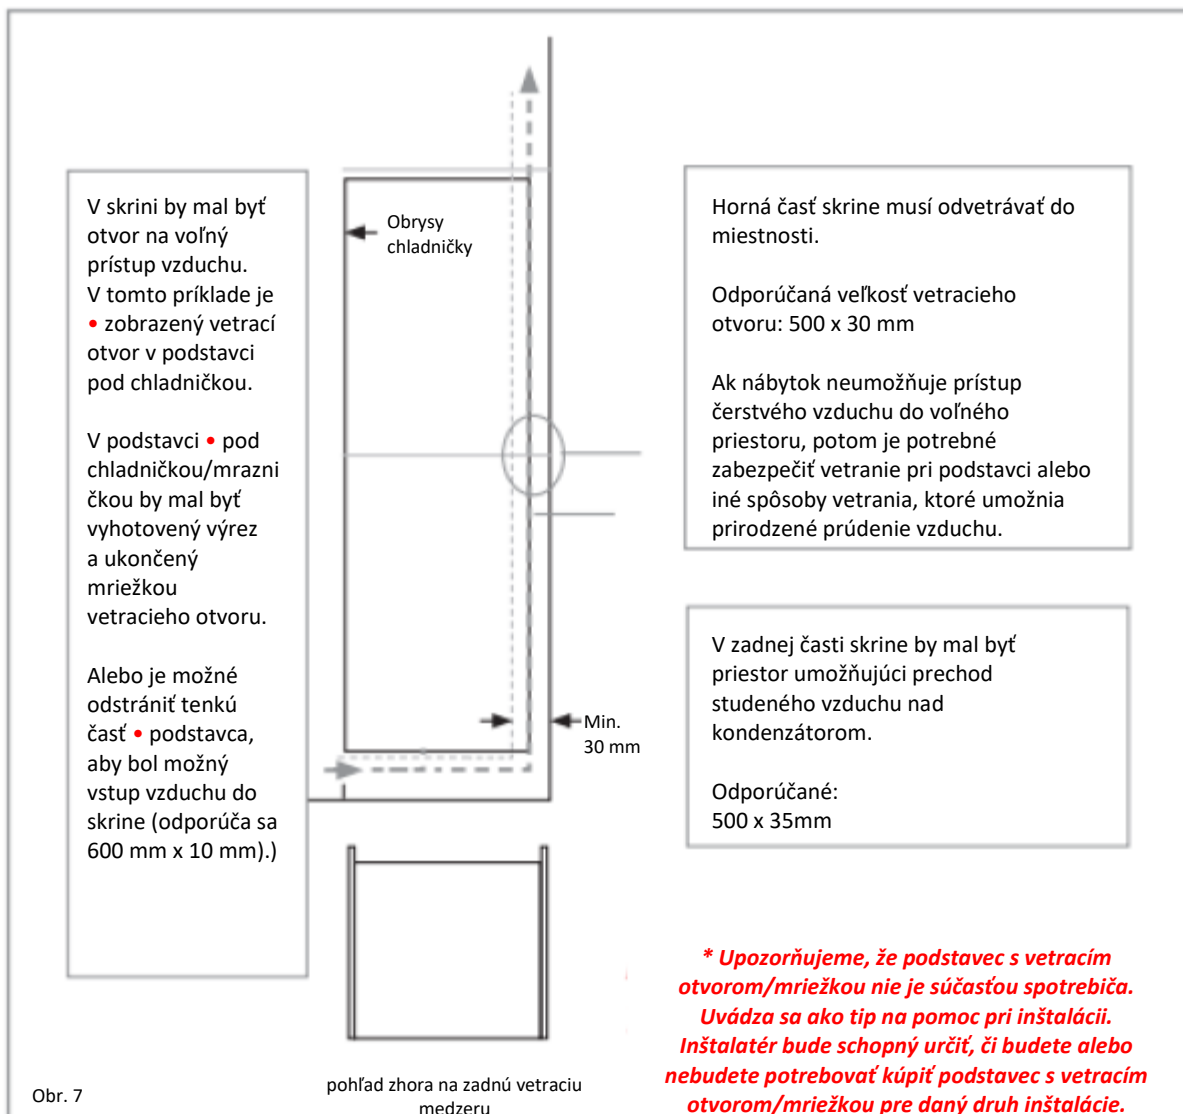 V skrini by mal byť
otvor na voľný
prístup vzduchu.
V tomto príklade je
• zobrazený vetrací
otvor v podstavci
pod chladničkou.
V podstavci • pod
chladničkou/mrazni
čkou by mal byť
vyhotovený výrez
a ukončený
mriežkou
vetracieho otvoru.
Alebo je možné
odstrániť tenkú
časť • podstavca,
aby bol možný
vstup vzduchu do
skrine (odporúča sa
600 mm x 10 mm).)
Obrysy
chladničky
Min.
30 mm
Horná časť skrine musí odvetrávať do
miestnosti.
Odporúčaná veľkosť vetracieho
otvoru: 500 x 30 mm
Ak nábytok neumožňuje prístup
čerstvého vzduchu do voľného
priestoru, potom je potrebné
zabezpečiť vetranie pri podstavci alebo
iné spôsoby vetrania, ktoré umožnia
prirodzené prúdenie vzduchu.
V zadnej časti skrine by mal byť
priestor umožňujúci prechod
studeného vzduchu nad
kondenzátorom.
Odporúčané:
500 x 35mm
* Upozorňujeme, že podstavec s vetracím
otvorom/mriežkou nie je súčasťou spotrebiča.
Uvádza sa ako tip na pomoc pri inštalácii.
Inštalatér bude schopný určiť, či budete alebo
nebudete potrebovať kúpiť podstavec s vetracím
otvorom/mriežkou pre daný druh inštalácie.
Obr. 7
pohľad zhora na zadnú vetraciu
medzeru